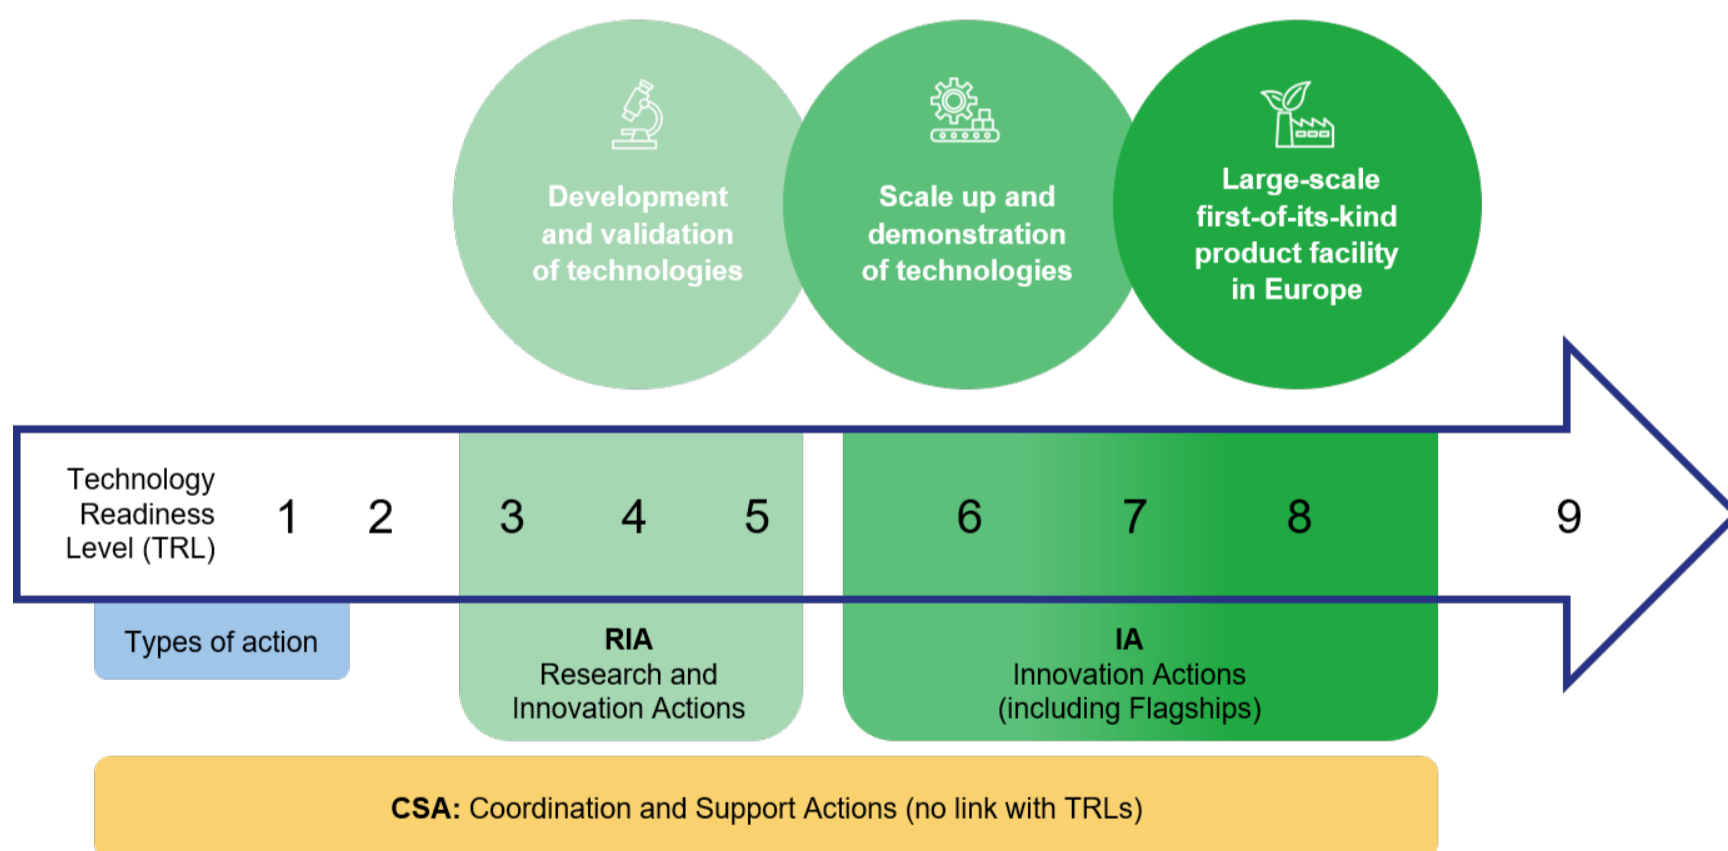 Development
and validation
of technologies
Scale up and
demonstration
of technologies
Large-scale
first-of-its-kind
product facility
in Europe
Technology
Readiness
Level (TRL)
1 2 3 4 5 6 7 8 9
Types of action
RIA
Research and
Innovation Actions
IA
Innovation Actions
(including Flagships)
CSA: Coordination and Support Actions (no link with TRLs)